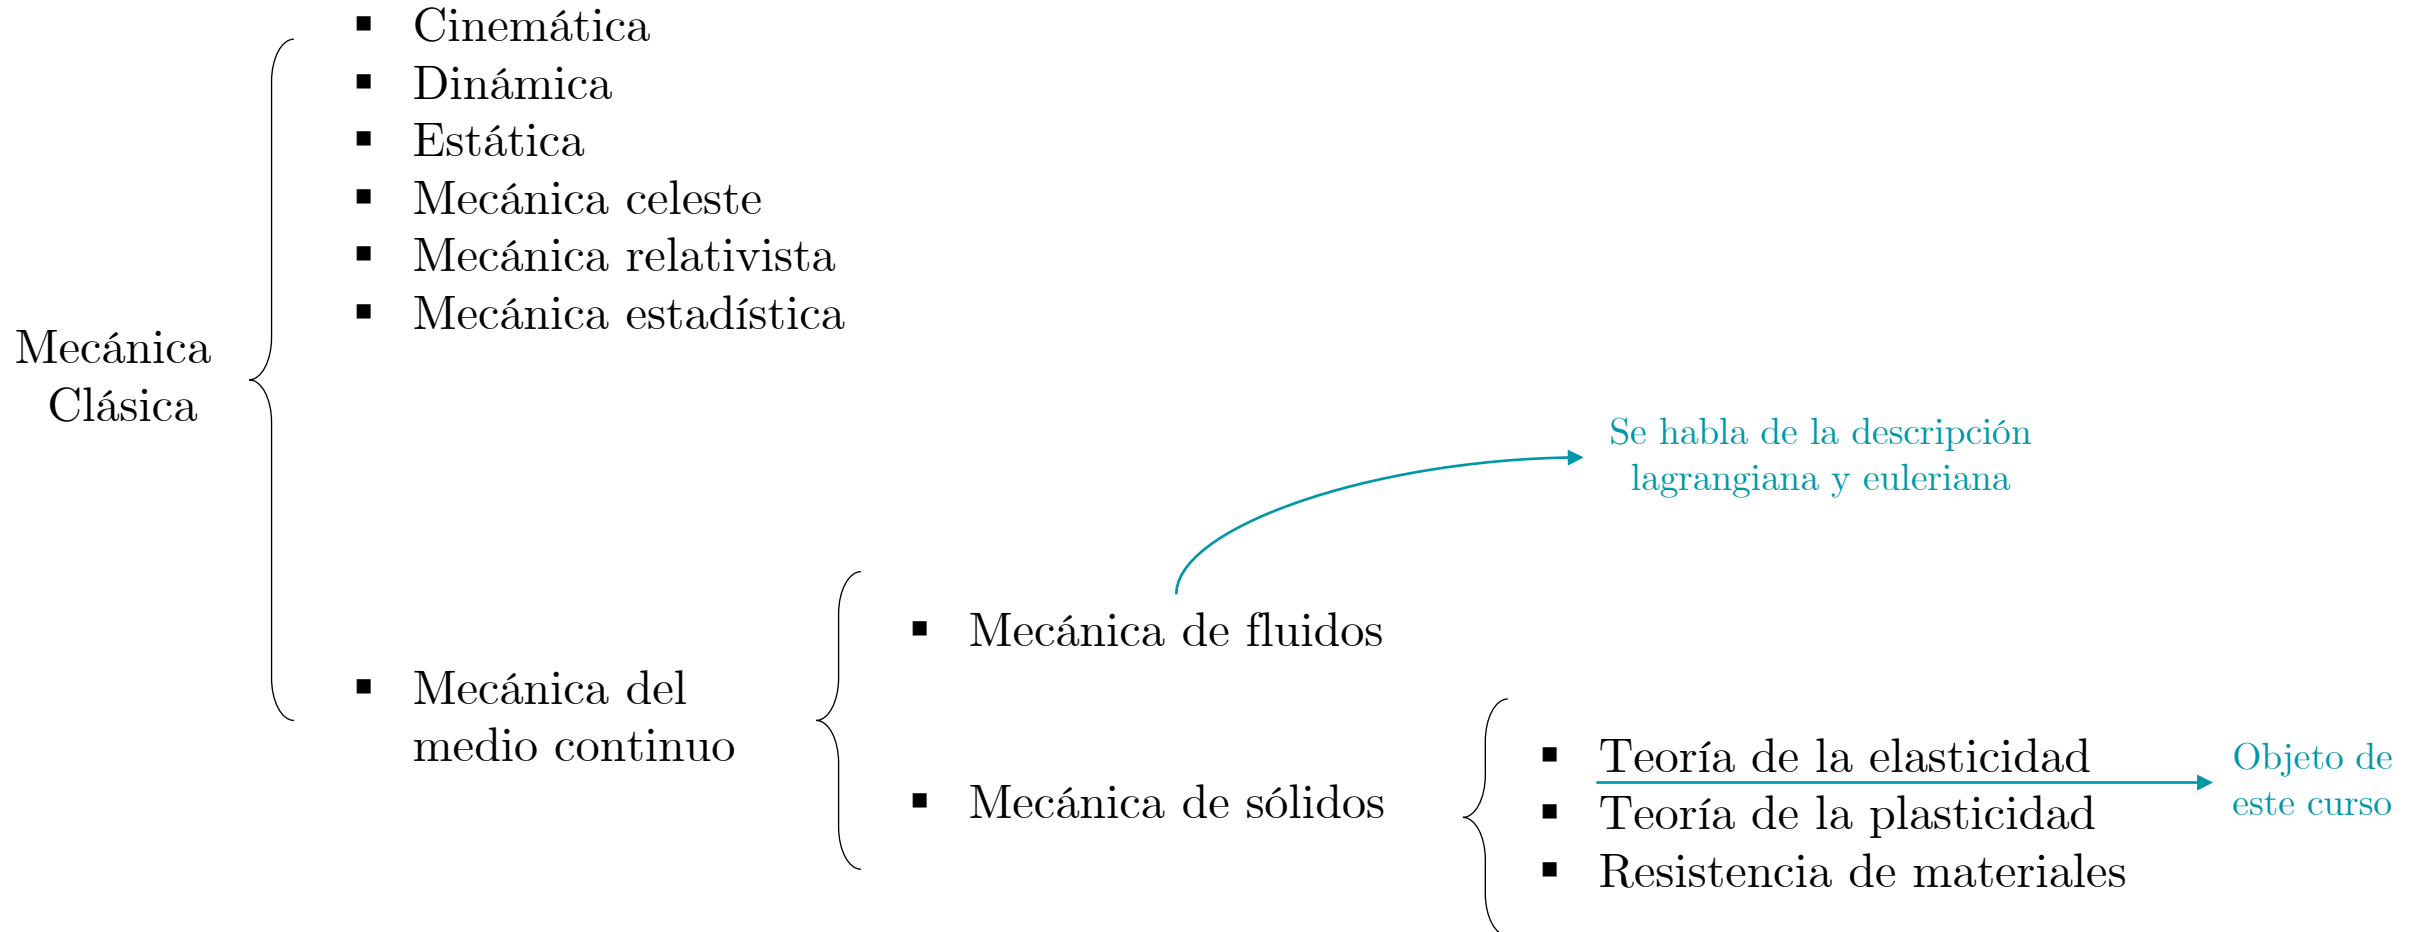 ▪ Cinemática
▪ Dinámica
▪ Estática
▪ Mecánica celeste
▪ Mecánica relativista
▪ Mecánica estadística
Mecánica
Clásica
Se habla de la descripción
lagrangiana y euleriana
▪ Mecánica de fluidos
▪ Mecánica del
medio continuo
▪ Mecánica de sólidos
▪ Teoría de la elasticidad
▪ Teoría de la plasticidad
▪ Resistencia de materiales
Objeto de
este curso